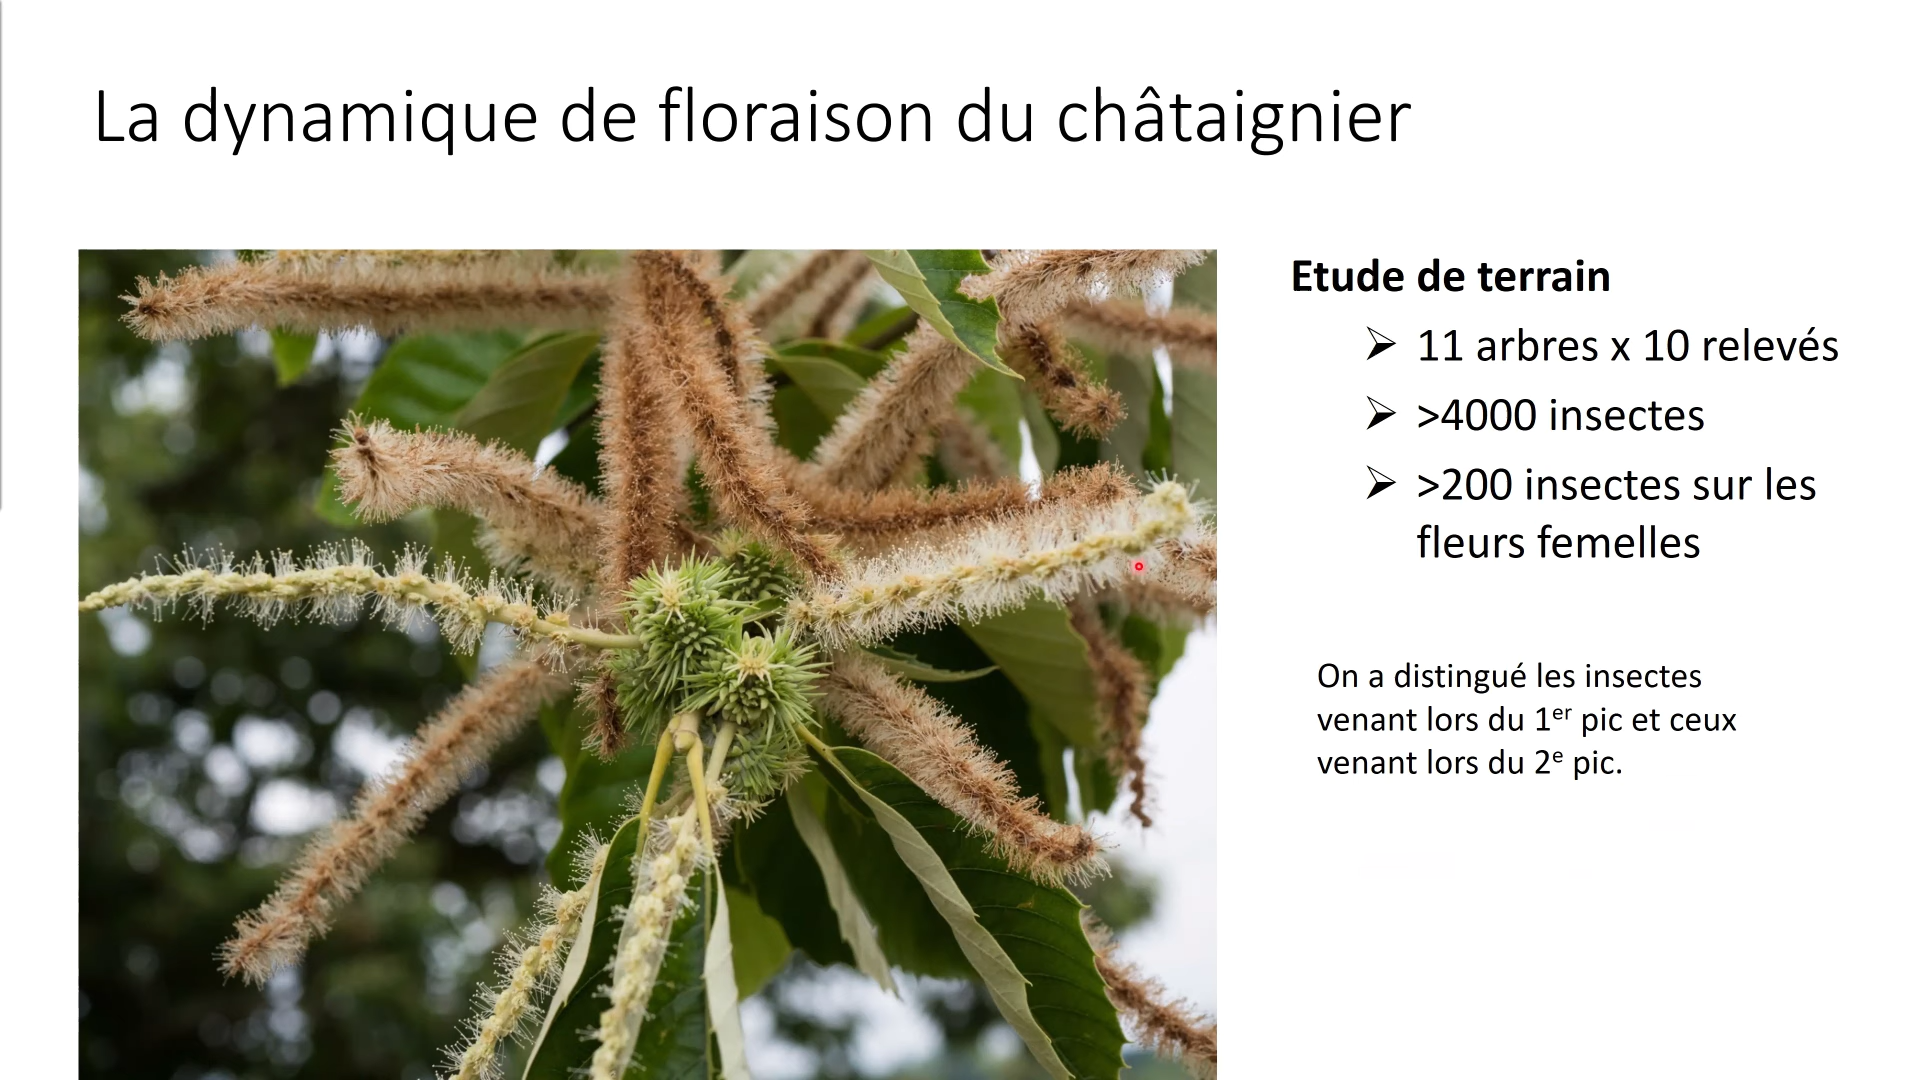 La dynamique de floraison du châtaignier
Etude de terrain
➢ 11 arbres x 10 relevés
➢ >4000 insectes
➢ >200 insectes sur les
fleurs femelles
On a distingué les insectes
venant lors du 1er pic et ceux
venant lors du 2e pic.